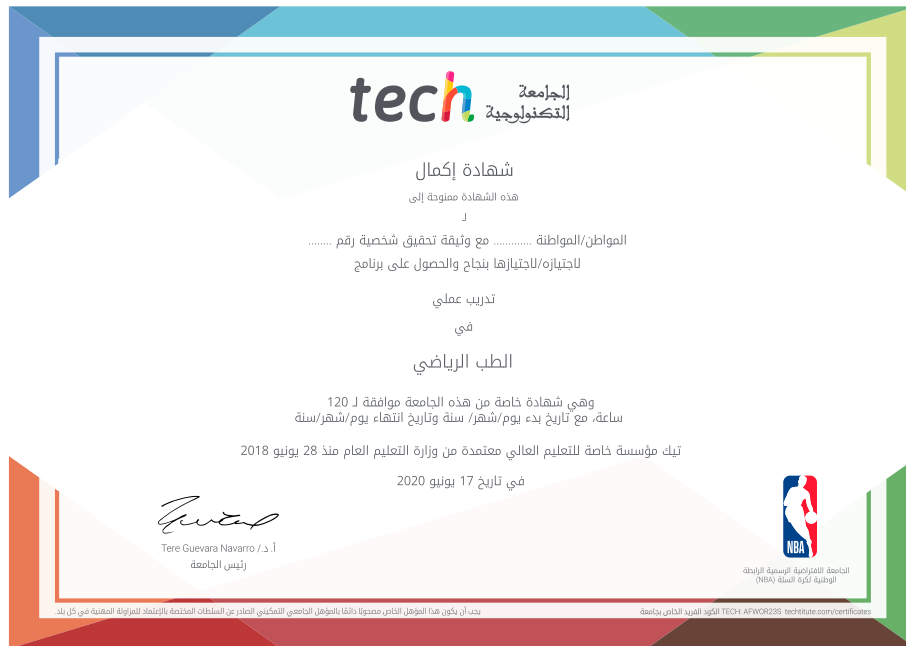 tech
الجامعة
التكنولوجية
شهادة إكمال
هذه الشهادة ممنوحة إلى
لـ
المواطن/المواطنة ............. مع وثيقة تحقيق شخصية رقم ........
لاجتيازه/لاجتيازها بنجاح والحصول على برنامج
تدريب عملي
في
الطب الرياضي
وهي شهادة خاصة من هذه الجامعة موافقة لـ 120
ساعة، مع تاريخ بدء يوم/شهر/ سنة وتاريخ انتهاء يوم/شهر/سنة
تيك مؤسسة خاصة للتعليم العالي معتمدة من وزارة التعليم العام منذ 28 يونيو 2018
في تاريخ 17 يونيو 2020
أ. د./ Tere Guevara Navarro
رئيس الجامعة
NBA
الجامعة الافتراضية الرسمية الرابطة
الوطنية لكرة السلة (NBA)
يجب أن يكون هذا المؤهل الخاص مصحوبًا دائمًا بالمؤهل الجامعي التمكيني الصادر عن السلطات المختصة بالإعتماد للمزاولة المهنية في كل بلد.
الكود الفريد الخاص بجامعة TECH: AFWOR23S techtitute.com/certificates